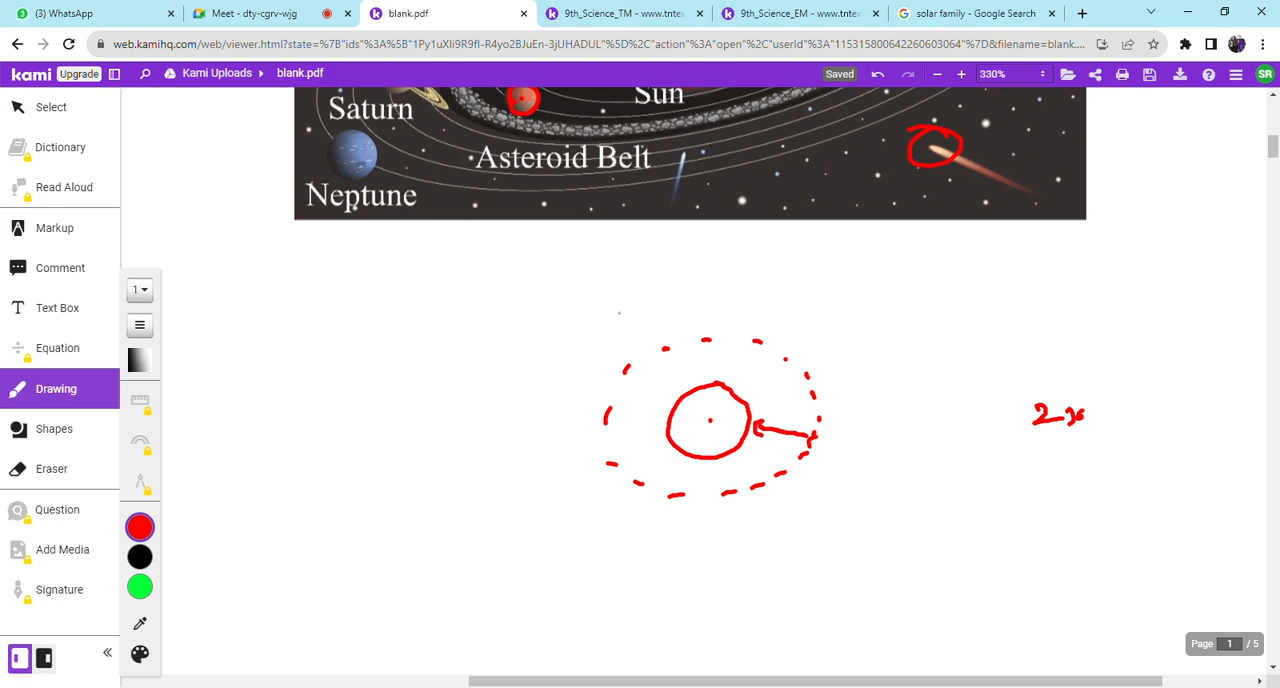 WhatsApp
Meet - dty-cgrv-wjg
blank.pdf
9th_Science_TM - www.tntex
9th_Science_EM - www.tntex
solar family - Google Search
web.kamihq.com/web/viewer.html?state=%7B"ids"%3A%5B"1Py1uXIi9R9fI-R4yo2BJuEn-3jUHADUL"%5D%2C"action"%3A"open"%2C"userId"%3A"115315800642260603064"%7D&filename=blank....
kami Upgrade Kami Uploads blank.pdf Saved 330% SR
Select
Dictionary
Read Aloud
Markup
Comment
Text Box
Equation
Drawing
Shapes
Eraser
Question
Add Media
Signature
1
Saturn
Sun
Asteroid Belt
Neptune
Page 1 / 5